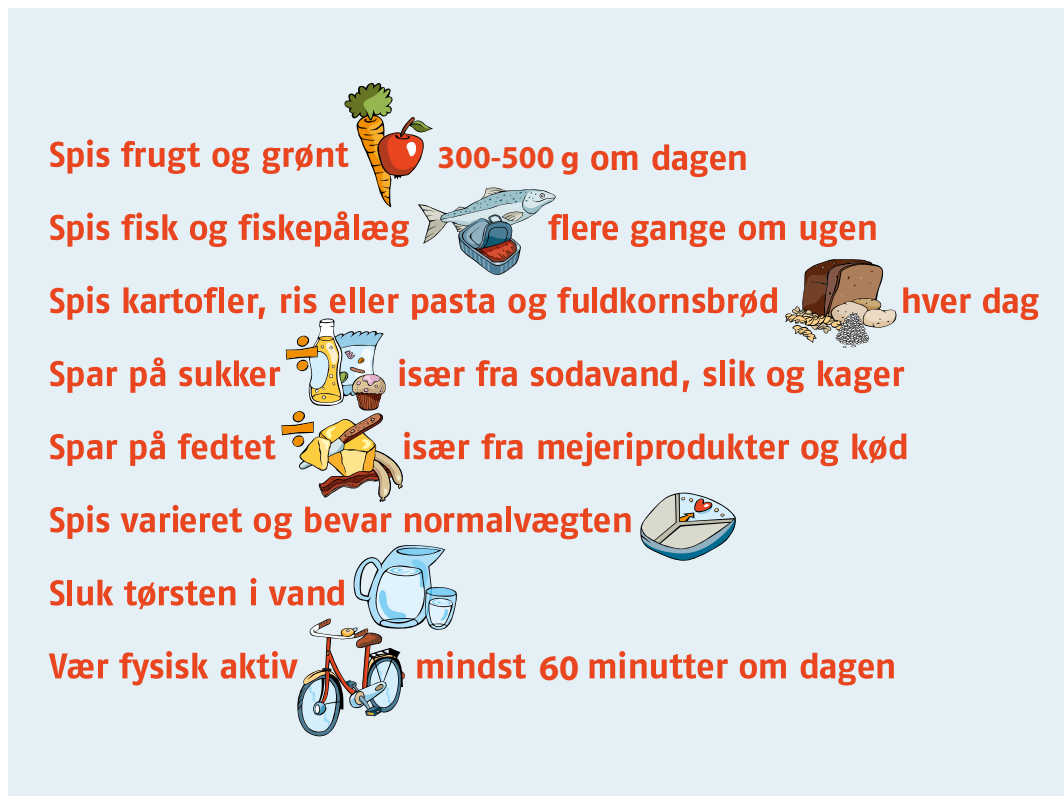 Spis frugt og grønt 300-500 g om dagen
Spis fisk og fiskepålæg flere gange om ugen
Spis kartofler, ris eller pasta og fuldkornsbrød hver dag
Spar på sukker især fra sodavand, slik og kager
Spar på fedtet især fra mejeriprodukter og kød
Spis varieret og bevar normalvægten
Sluk tørsten i vand
Vær fysisk aktiv mindst 60 minutter om dagen